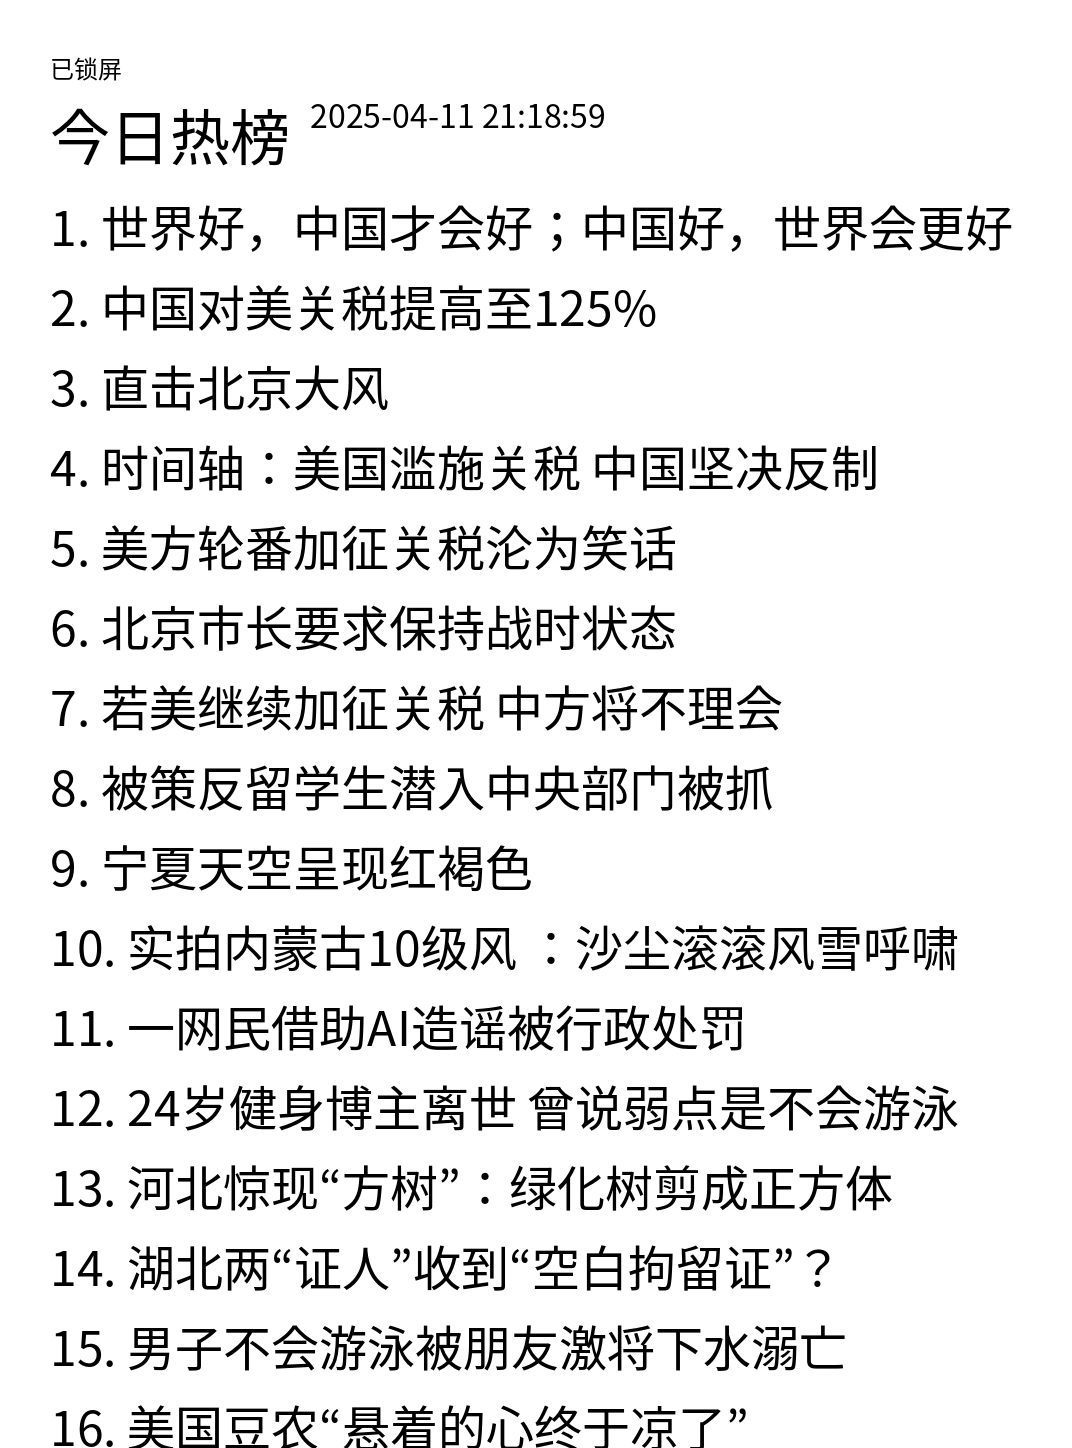 已锁屏
今日热榜 2025-04-11 21:18:59
1. 世界好，中国才会好；中国好，世界会更好
2. 中国对美关税提高至125%
3. 直击北京大风
4. 时间轴：美国滥施关税 中国坚决反制
5. 美方轮番加征关税沦为笑话
6. 北京市长要求保持战时状态
7. 若美继续加征关税 中方将不理会
8. 被策反留学生潜入中央部门被抓
9. 宁夏天空呈现红褐色
10. 实拍内蒙古10级风 ：沙尘滚滚风雪呼啸
11. 一网民借助AI造谣被行政处罚
12. 24岁健身博主离世 曾说弱点是不会游泳
13. 河北惊现“方树”：绿化树剪成正方体
14. 湖北两“证人”收到“空白拘留证”？
15. 男子不会游泳被朋友激将下水溺亡
16. 美国豆农“悬着的心终于凉了”